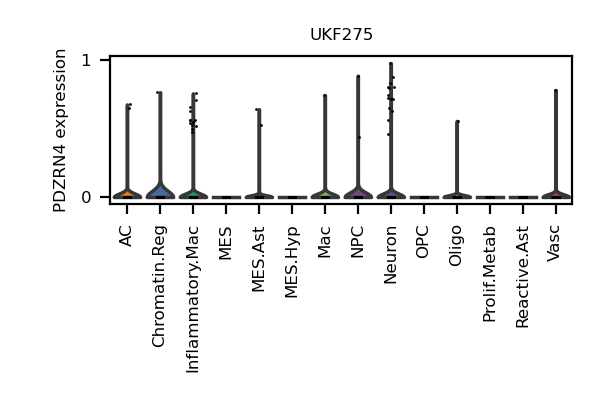 UKF275
PDZRN4 expression
1
0
AC
Chromatin.Reg
Inflammatory.Mac
MES
MES.Ast
MES.Hyp
Mac
NPC
Neuron
OPC
Oligo
Prolif.Metab
Reactive.Ast
Vasc